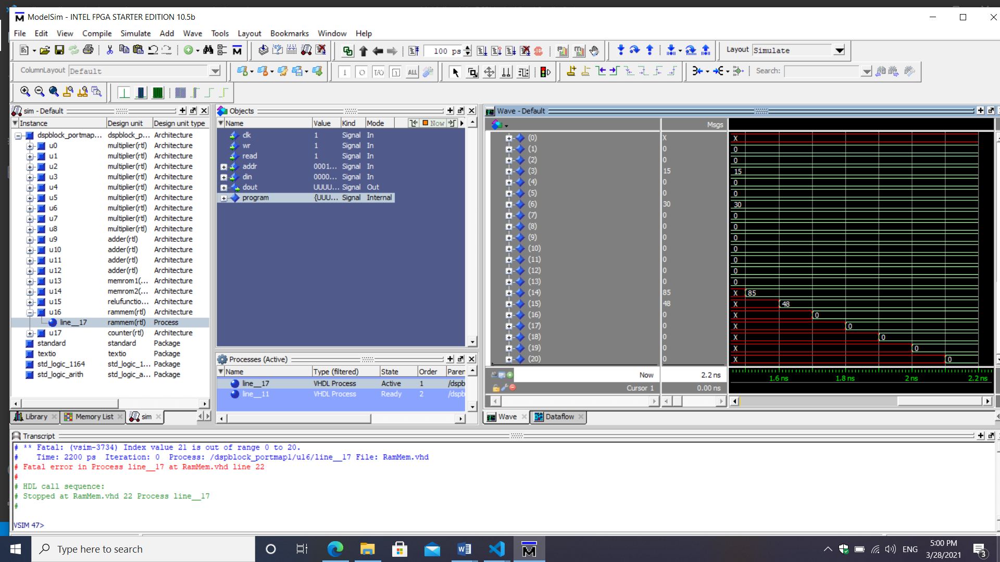 ModelSim - INTEL FPGA STARTER EDITION 10.5b
File Edit View Compile Simulate Add Wave Tools Layout Bookmarks Window Help
100 ps
Layout Simulate
ColumnLayout Default
ALL
Search:
sim - Default
Instance Design unit Design unit type
dspblock_portmap... dspblock_p... Architecture
u0 multiplier(rtl) Architecture
u1 multiplier(rtl) Architecture
u2 multiplier(rtl) Architecture
u3 multiplier(rtl) Architecture
u4 multiplier(rtl) Architecture
u5 multiplier(rtl) Architecture
u6 multiplier(rtl) Architecture
u7 multiplier(rtl) Architecture
u8 multiplier(rtl) Architecture
u9 adder(rtl) Architecture
u10 adder(rtl) Architecture
u11 adder(rtl) Architecture
u12 adder(rtl) Architecture
u13 memrom1(... Architecture
u14 memrom2(... Architecture
u15 relufunctio... Architecture
u16 rammem(rtl) Architecture
line__17 rammem(rtl) Process
u17 counter(rtl) Architecture
standard standard Package
textio textio Package
std_logic_1164 std_logic_1... Package
std_logic_arith std_logic_a... Package
Library Memory List sim
Objects
Name Value Kind Mode Now
clk 1 Signal In
wr 1 Signal In
read 1 Signal In
addr 0001... Signal In
din 0000... Signal In
dout UUUU... Signal Out
program {UUU... Signal Internal
Processes (Active)
Name Type (filtered) State Order Paren
line__17 VHDL Process Active 1 /dspb
line__11 VHDL Process Ready 2 /dspb
Wave - Default
Msgs
(0) X X
(1) 0 0
(2) 0 0
(3) 15 15
(4) 0 0
(5) 0 0
(6) 30 30
(7) 0 0
(8) 0 0
(9) 0 0
(10) 0 0
(11) 0 0
(12) 0 0
(13) 0 0
(14) 85 X 85
(15) 48 X 48
(16) 0 X 0
(17) 0 X 0
(18) 0 X 0
(19) 0 X 0
(20) 0 X 0
Now 2.2 ns 1.6 ns 1.8 ns 2 ns 2.2 ns
Cursor 1 0.00 ns
Wave Dataflow
Transcript
# ** Fatal: (vsim-3734) Index value 21 is out of range 0 to 20.
# Time: 2200 ps Iteration: 0 Process: /dspblock_portmap1/u16/line__17 File: RamMem.vhd
# Fatal error in Process line__17 at RamMem.vhd line 22
#
# HDL call sequence:
# Stopped at RamMem.vhd 22 Process line__17
#
VSIM 47>
Type here to search
ENG
5:00 PM
3/28/2021
3